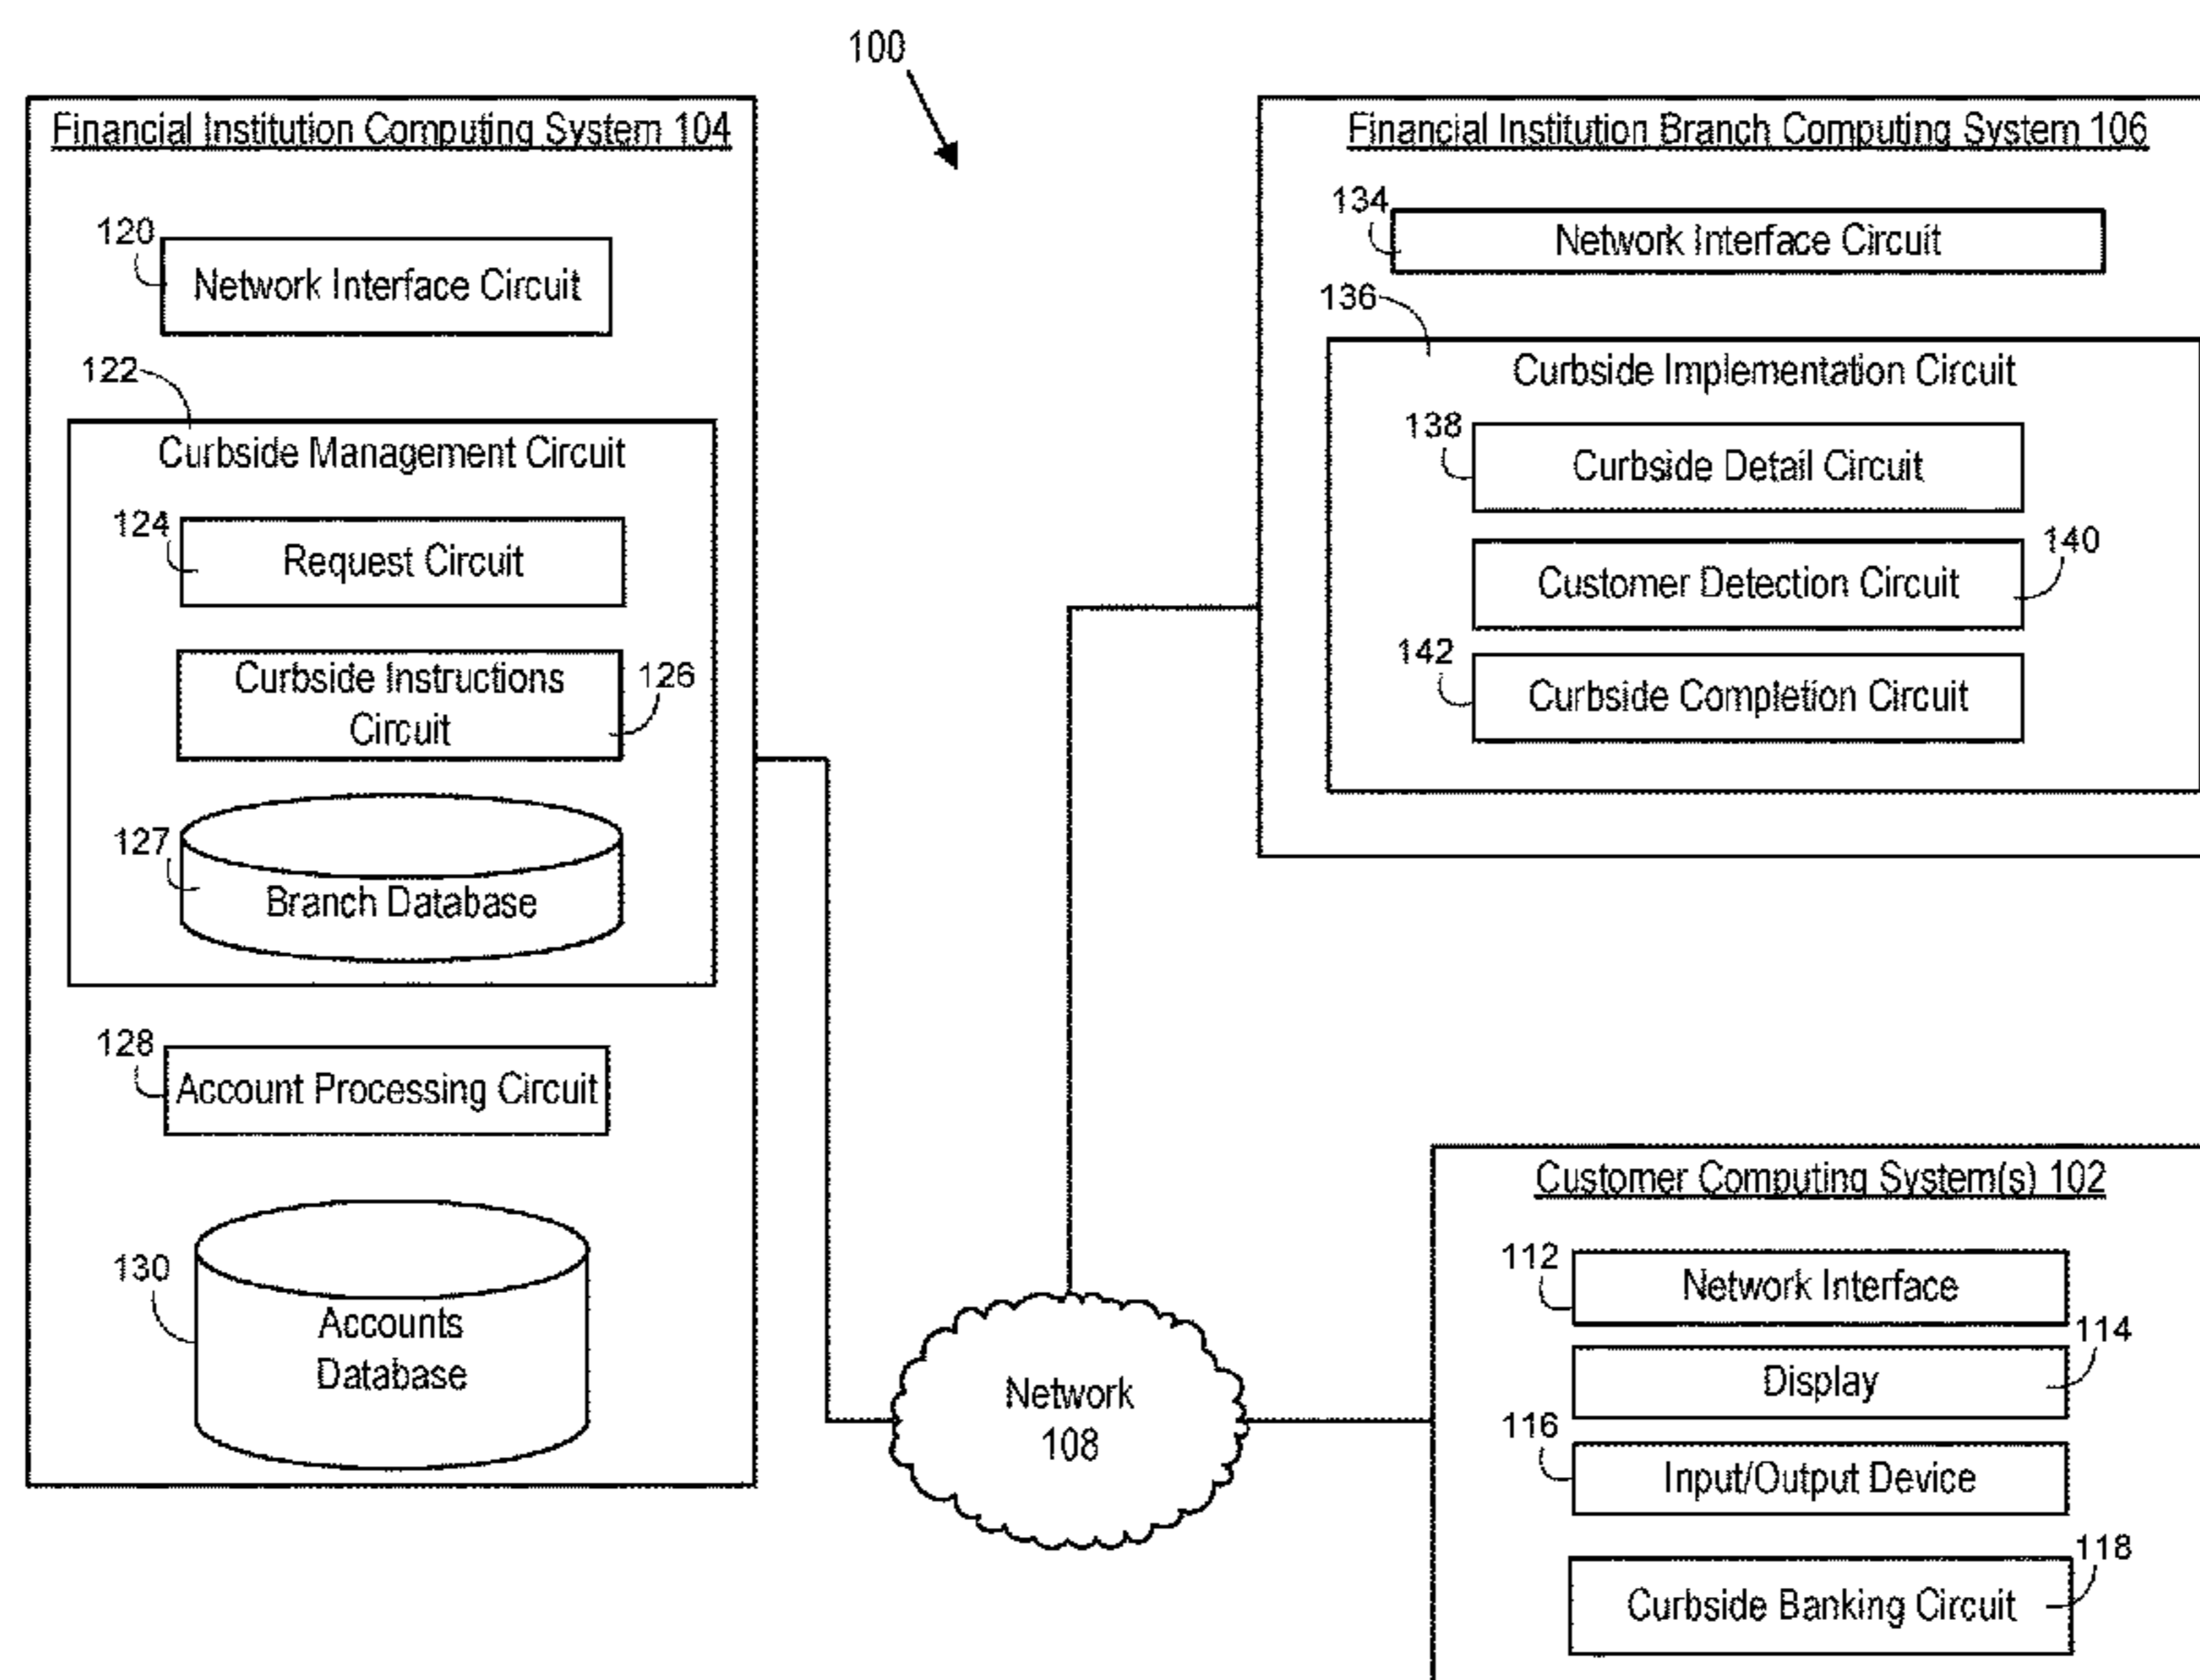 100
Financial Institution Computing System 104
120
Network Interface Circuit
122
Curbside Management Circuit
124
Request Circuit
Curbside Instructions
Circuit
126
127
Branch Database
128
Account Processing Circuit
130
Accounts
Database
Financial Institution Branch Computing System 106
134
Network Interface Circuit
136
Curbside Implementation Circuit
138
Curbside Detail Circuit
140
Customer Detection Circuit
142
Curbside Completion Circuit
Network
108
Customer Computing System(s) 102
112
Network Interface
114
Display
116
Input/Output Device
118
Curbside Banking Circuit